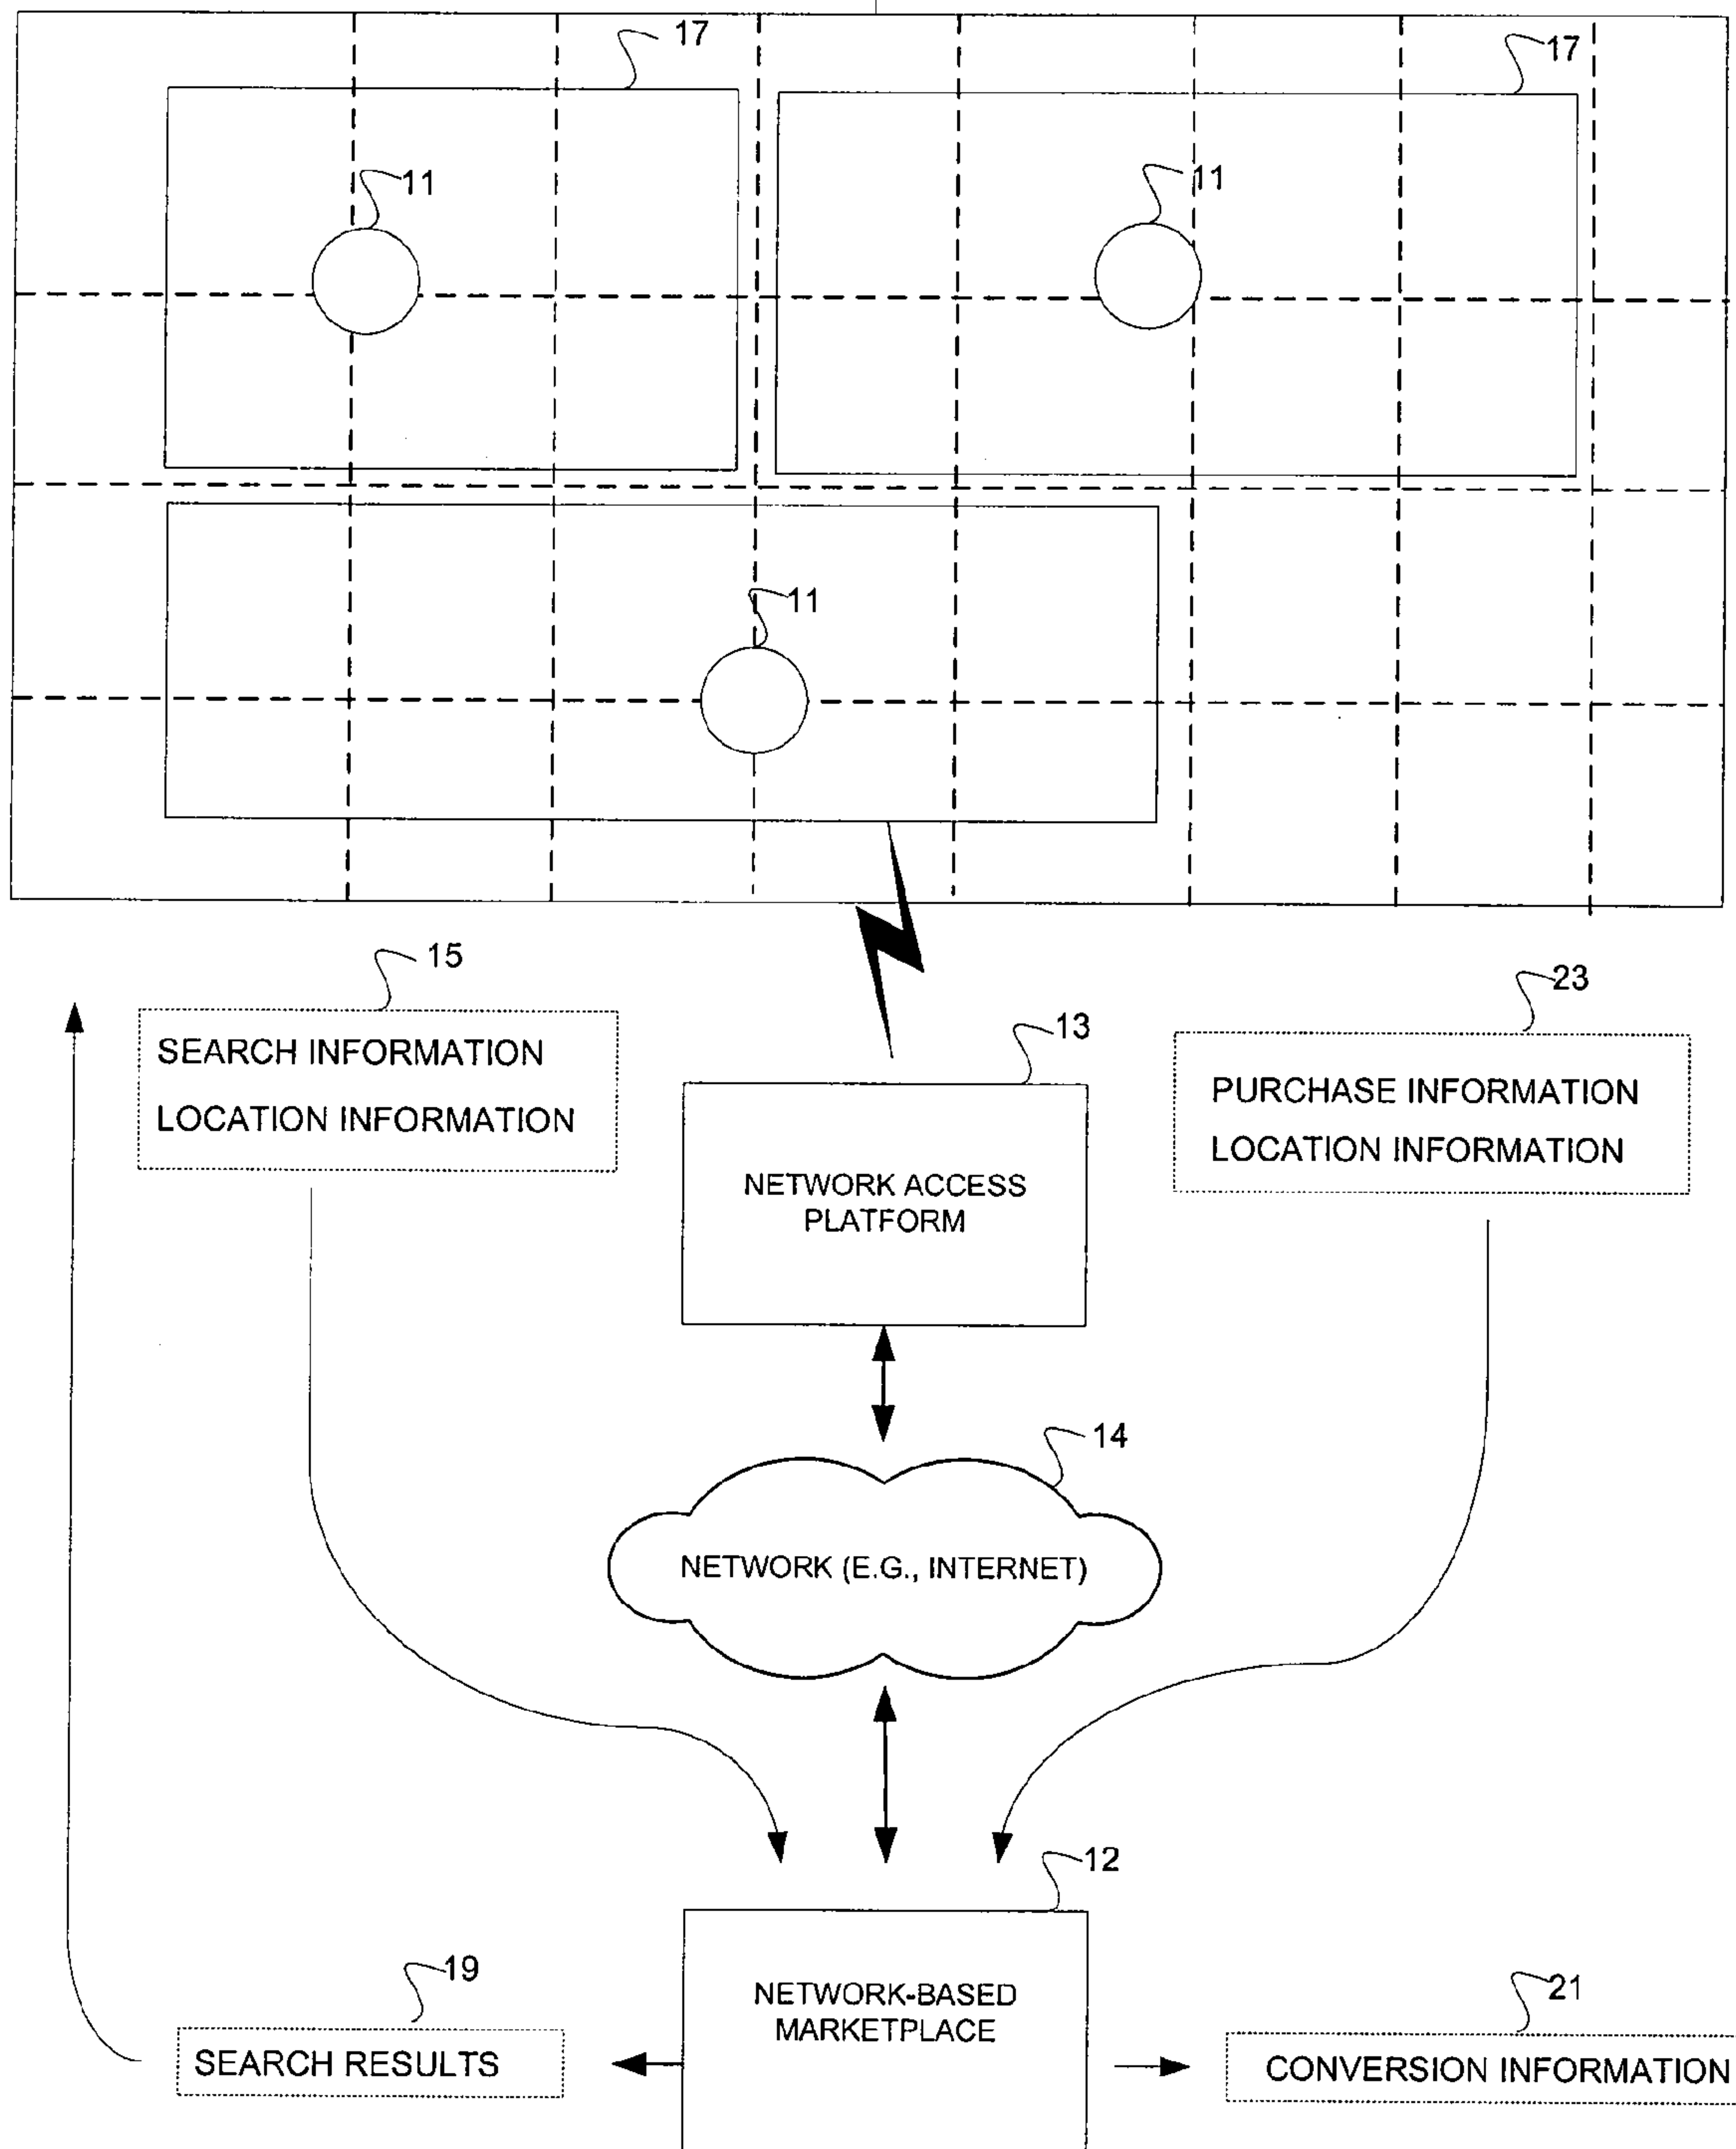 17
17
11
11
11
15
SEARCH INFORMATION
LOCATION INFORMATION
23
PURCHASE INFORMATION
LOCATION INFORMATION
13
NETWORK ACCESS
PLATFORM
14
NETWORK (E.G., INTERNET)
12
NETWORK-BASED
MARKETPLACE
19
SEARCH RESULTS
21
CONVERSION INFORMATION